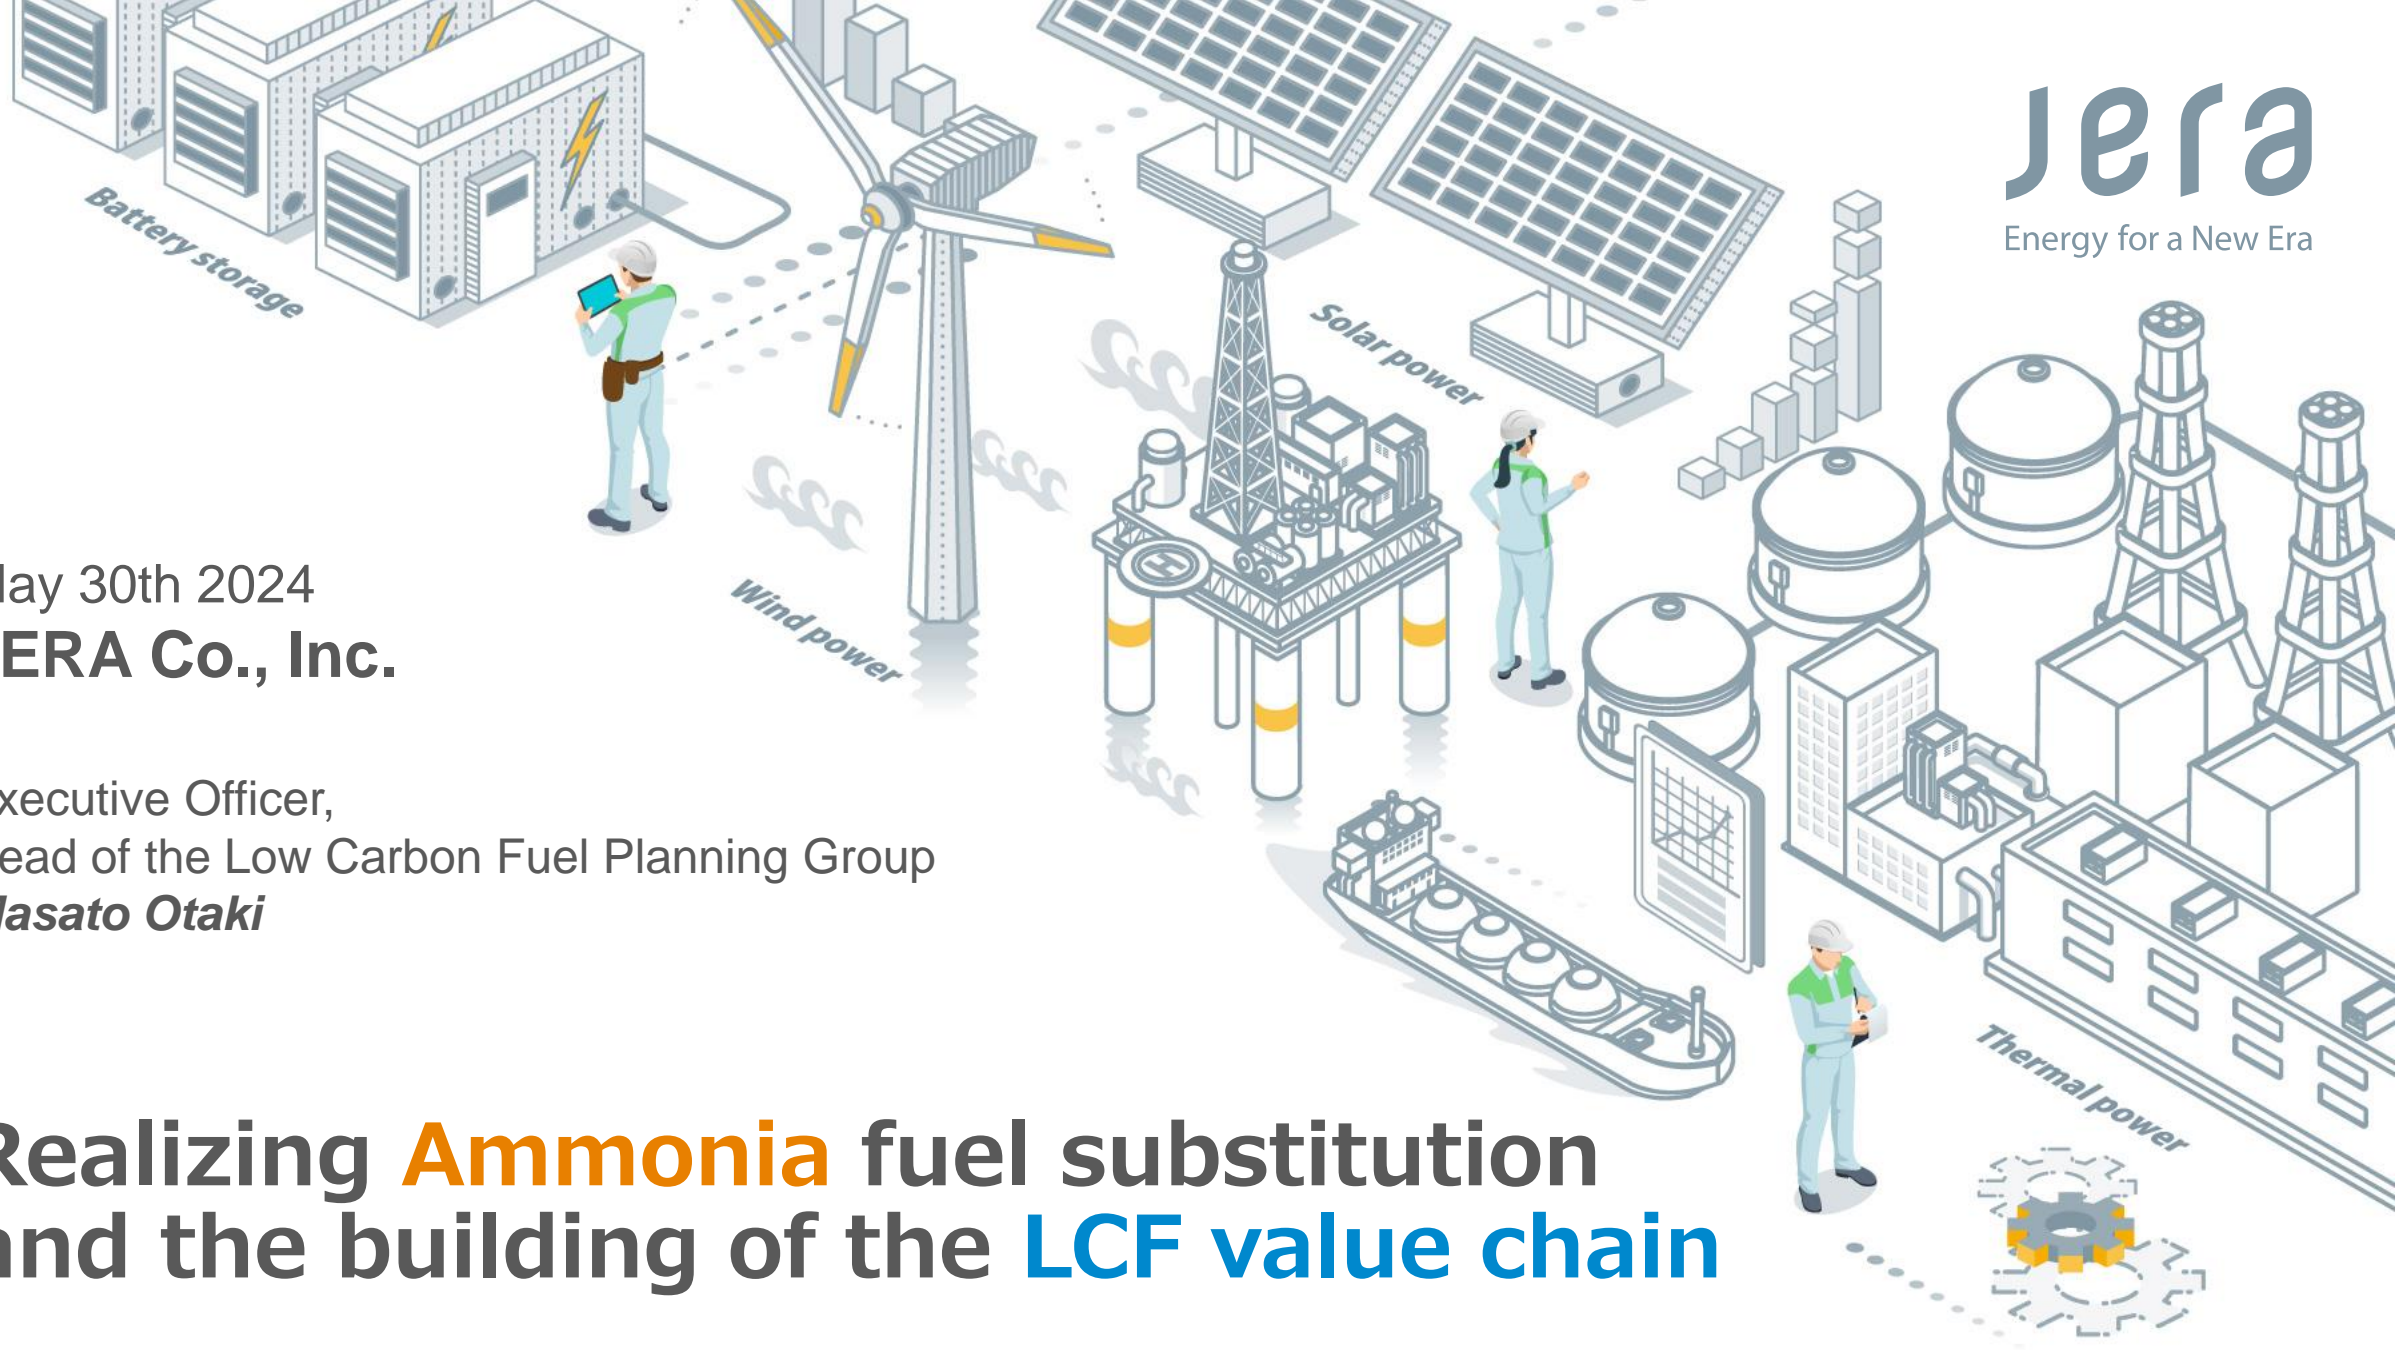 jera
Energy for a New Era
Battery storage
Solar power
Wind power
Thermal power
lay 30th 2024
ERA Co., Inc.
xecutive Officer,
ead of the Low Carbon Fuel Planning Group
lasato Otaki
Realizing Ammonia fuel substitution
and the building of the LCF value chain